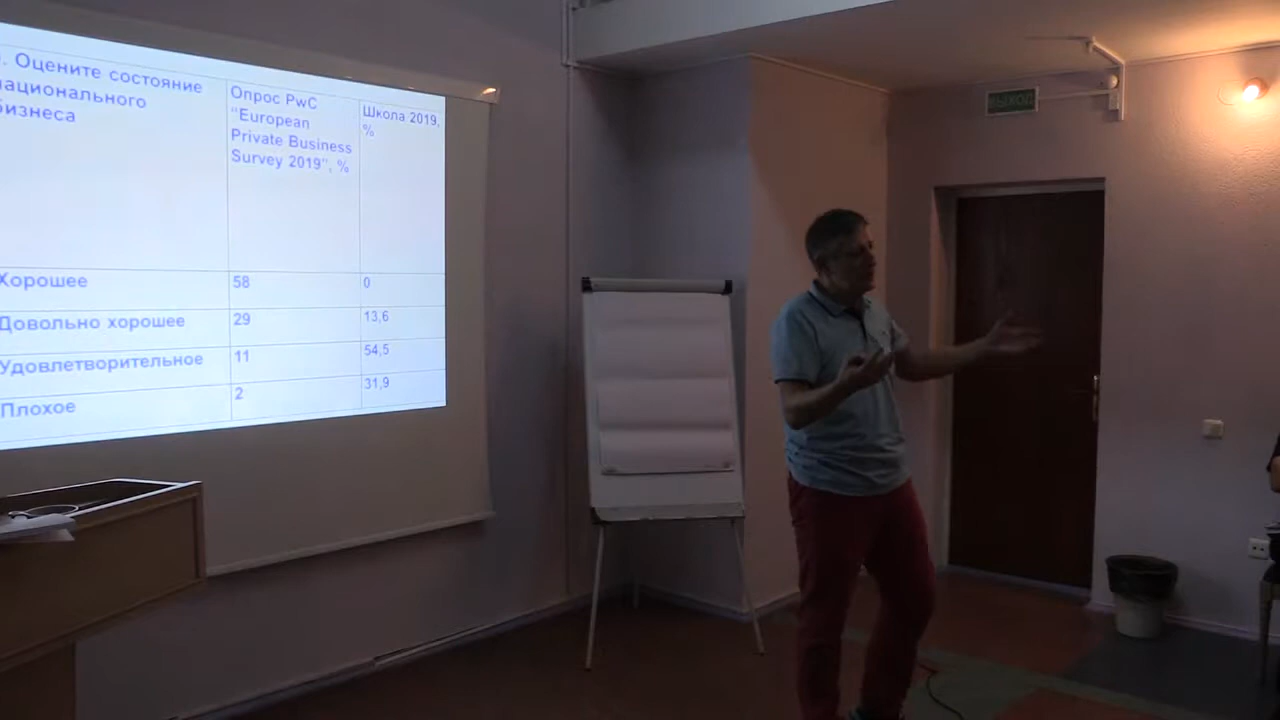 . Оцените состояние
национального
бизнеса
Опрос PwC
“European
Private Business
Survey 2019”, %
Школа 2019,
%
Хорошее
58
0
Довольно хорошее
29
13,6
Удовлетворительное
11
54,5
Плохое
2
31,9
ВЫХОД